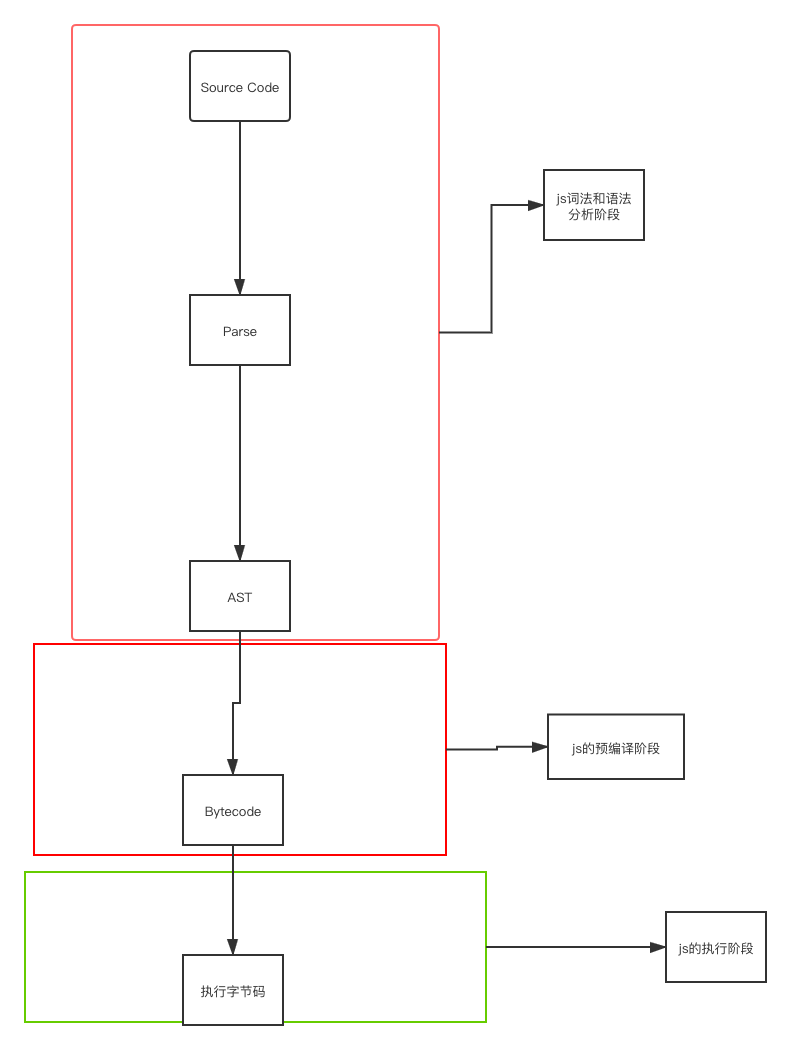 Source Code
js词法和语法
分析阶段
Parse
AST
js的预编译阶段
Bytecode
js的执行阶段
执行字节码